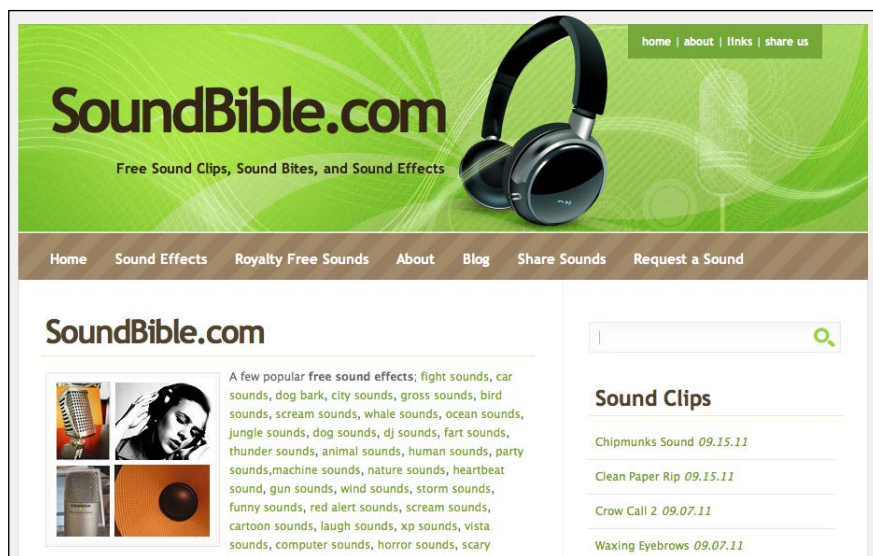 home | about | links | share us
SoundBible.com
Free Sound Clips, Sound Bites, and Sound Effects
Home Sound Effects Royalty Free Sounds About Blog Share Sounds Request a Sound
SoundBible.com
A few popular free sound effects; fight sounds, car
sounds, dog bark, city sounds, gross sounds, bird
sounds, scream sounds, whale sounds, ocean sounds,
jungle sounds, dog sounds, dj sounds, fart sounds,
thunder sounds, animal sounds, human sounds, party
sounds,machine sounds, nature sounds, heartbeat
sound, gun sounds, wind sounds, storm sounds,
funny sounds, red alert sounds, scream sounds,
cartoon sounds, laugh sounds, xp sounds, vista
sounds, computer sounds, horror sounds, scary
Sound Clips
Chipmunks Sound 09.15.11
Clean Paper Rip 09.15.11
Crow Call 2 09.07.11
Waxing Eyebrows 09.07.11